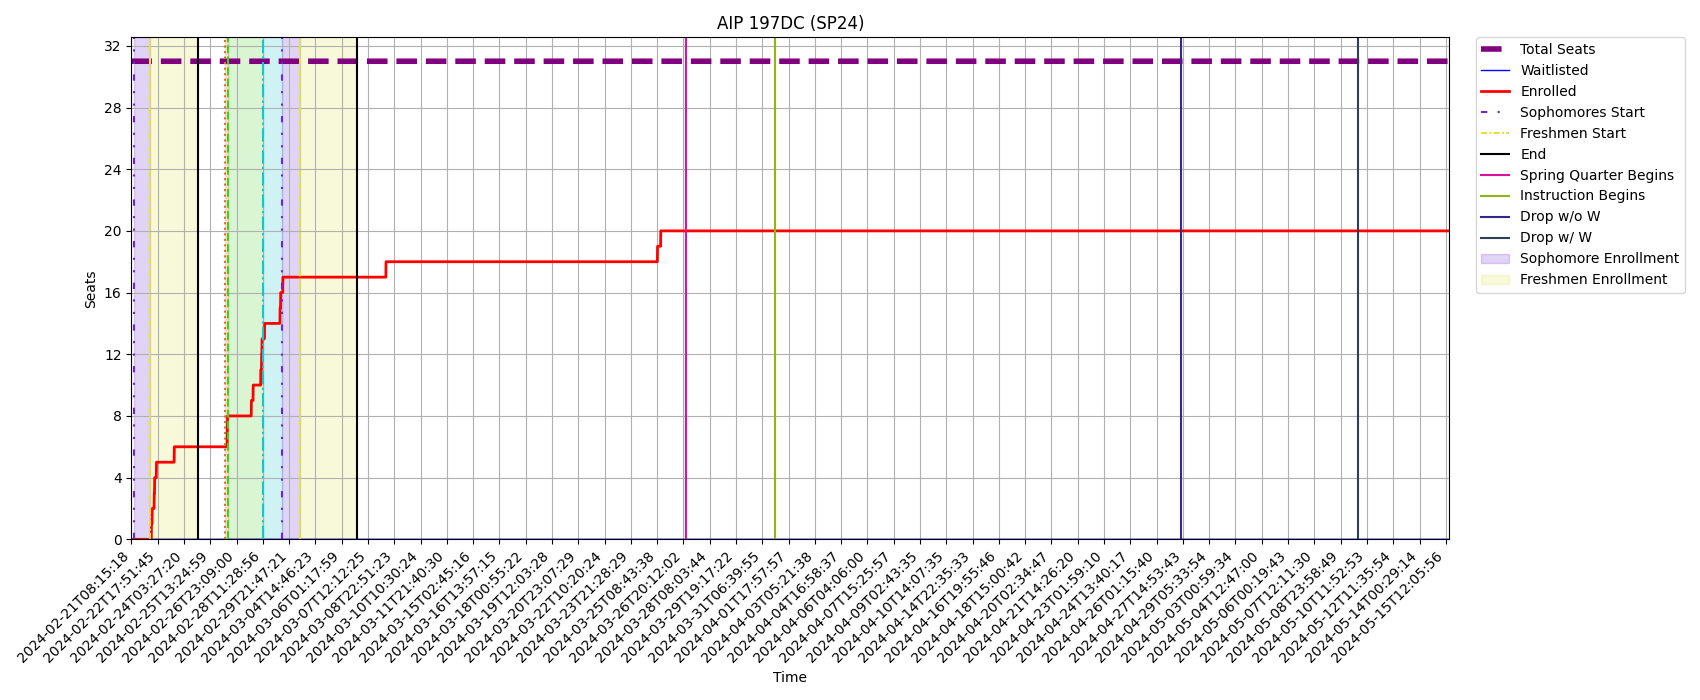 AIP 197DC (SP24)
Seats
32
28
24
20
16
12
8
4
0
2024-02-21T08:15:18
2024-02-22T17:51:45
2024-02-24T03:27:20
2024-02-25T13:24:59
2024-02-26T23:09:00
2024-02-28T11:28:56
2024-02-29T21:47:21
2024-03-04T14:46:23
2024-03-06T01:17:59
2024-03-07T12:12:25
2024-03-08T22:51:23
2024-03-10T10:30:24
2024-03-11T21:40:30
2024-03-15T02:45:16
2024-03-16T13:57:15
2024-03-18T00:55:22
2024-03-19T12:03:28
2024-03-20T23:07:29
2024-03-22T10:20:24
2024-03-23T21:28:29
2024-03-25T08:43:38
2024-03-26T20:12:02
2024-03-28T08:03:44
2024-03-29T19:17:22
2024-03-31T06:39:55
2024-04-01T17:57:57
2024-04-03T05:21:38
2024-04-04T16:58:37
2024-04-06T04:06:00
2024-04-07T15:25:57
2024-04-09T02:43:35
2024-04-10T14:07:35
2024-04-14T22:35:33
2024-04-16T19:55:46
2024-04-18T15:00:42
2024-04-20T02:34:47
2024-04-21T14:26:20
2024-04-23T01:59:10
2024-04-24T13:40:17
2024-04-26T01:15:40
2024-04-27T14:53:43
2024-04-29T05:33:54
2024-05-03T00:59:34
2024-05-04T12:47:00
2024-05-06T00:19:43
2024-05-07T12:11:30
2024-05-08T23:58:49
2024-05-10T11:52:53
2024-05-12T11:35:54
2024-05-14T00:29:14
2024-05-15T12:05:56
Time
Total Seats
Waitlisted
Enrolled
Sophomores Start
Freshmen Start
End
Spring Quarter Begins
Instruction Begins
Drop w/o W
Drop w/ W
Sophomore Enrollment
Freshmen Enrollment